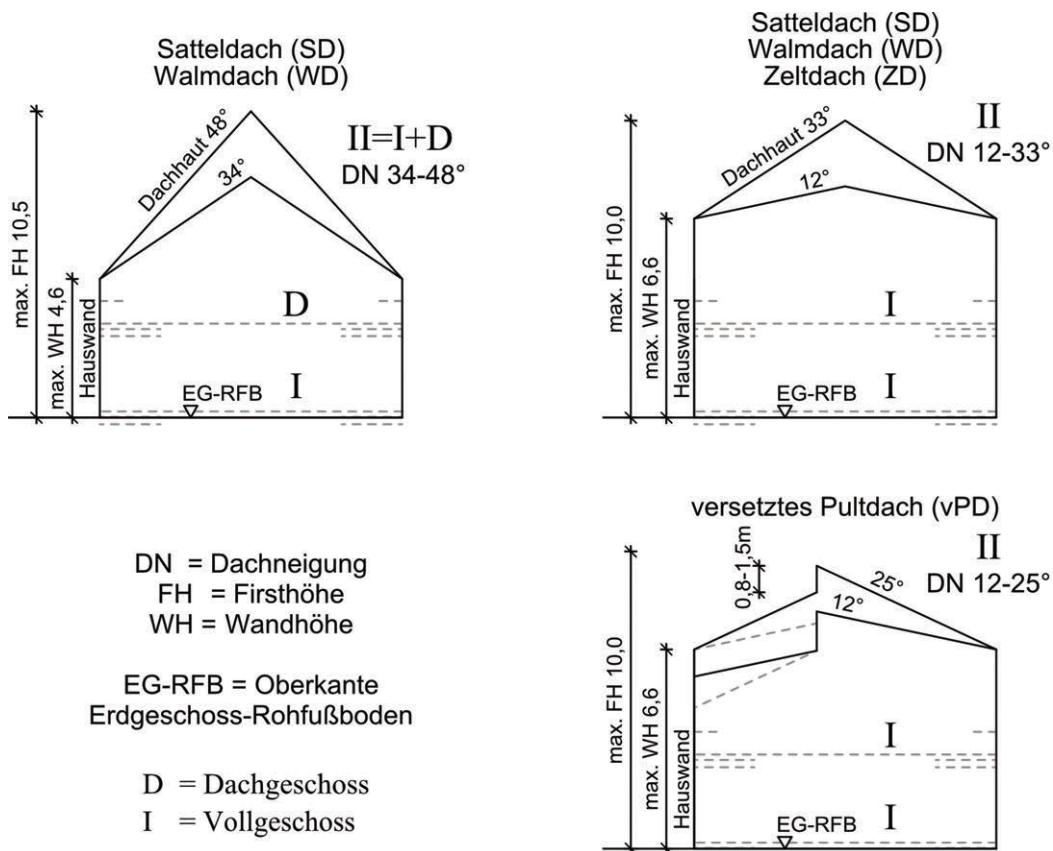 Satteldach (SD)
Walmdach (WD)
II=I+D
DN 34-48°
Dachhaut 48°
34°
max. FH 10,5
max. WH 4,6
Hauswand
D
I
EG-RFB
Satteldach (SD)
Walmdach (WD)
Zeltdach (ZD)
II
DN 12-33°
Dachhaut 33°
12°
max. FH 10,0
max. WH 6,6
Hauswand
I
I
EG-RFB
DN = Dachneigung
FH = Firsthöhe
WH = Wandhöhe
EG-RFB = Oberkante
Erdgeschoss-Rohfußboden
D = Dachgeschoss
I = Vollgeschoss
versetztes Pultdach (vPD)
II
DN 12-25°
0,8-1,5m
25°
12°
max. FH 10,0
max. WH 6,6
Hauswand
I
I
EG-RFB